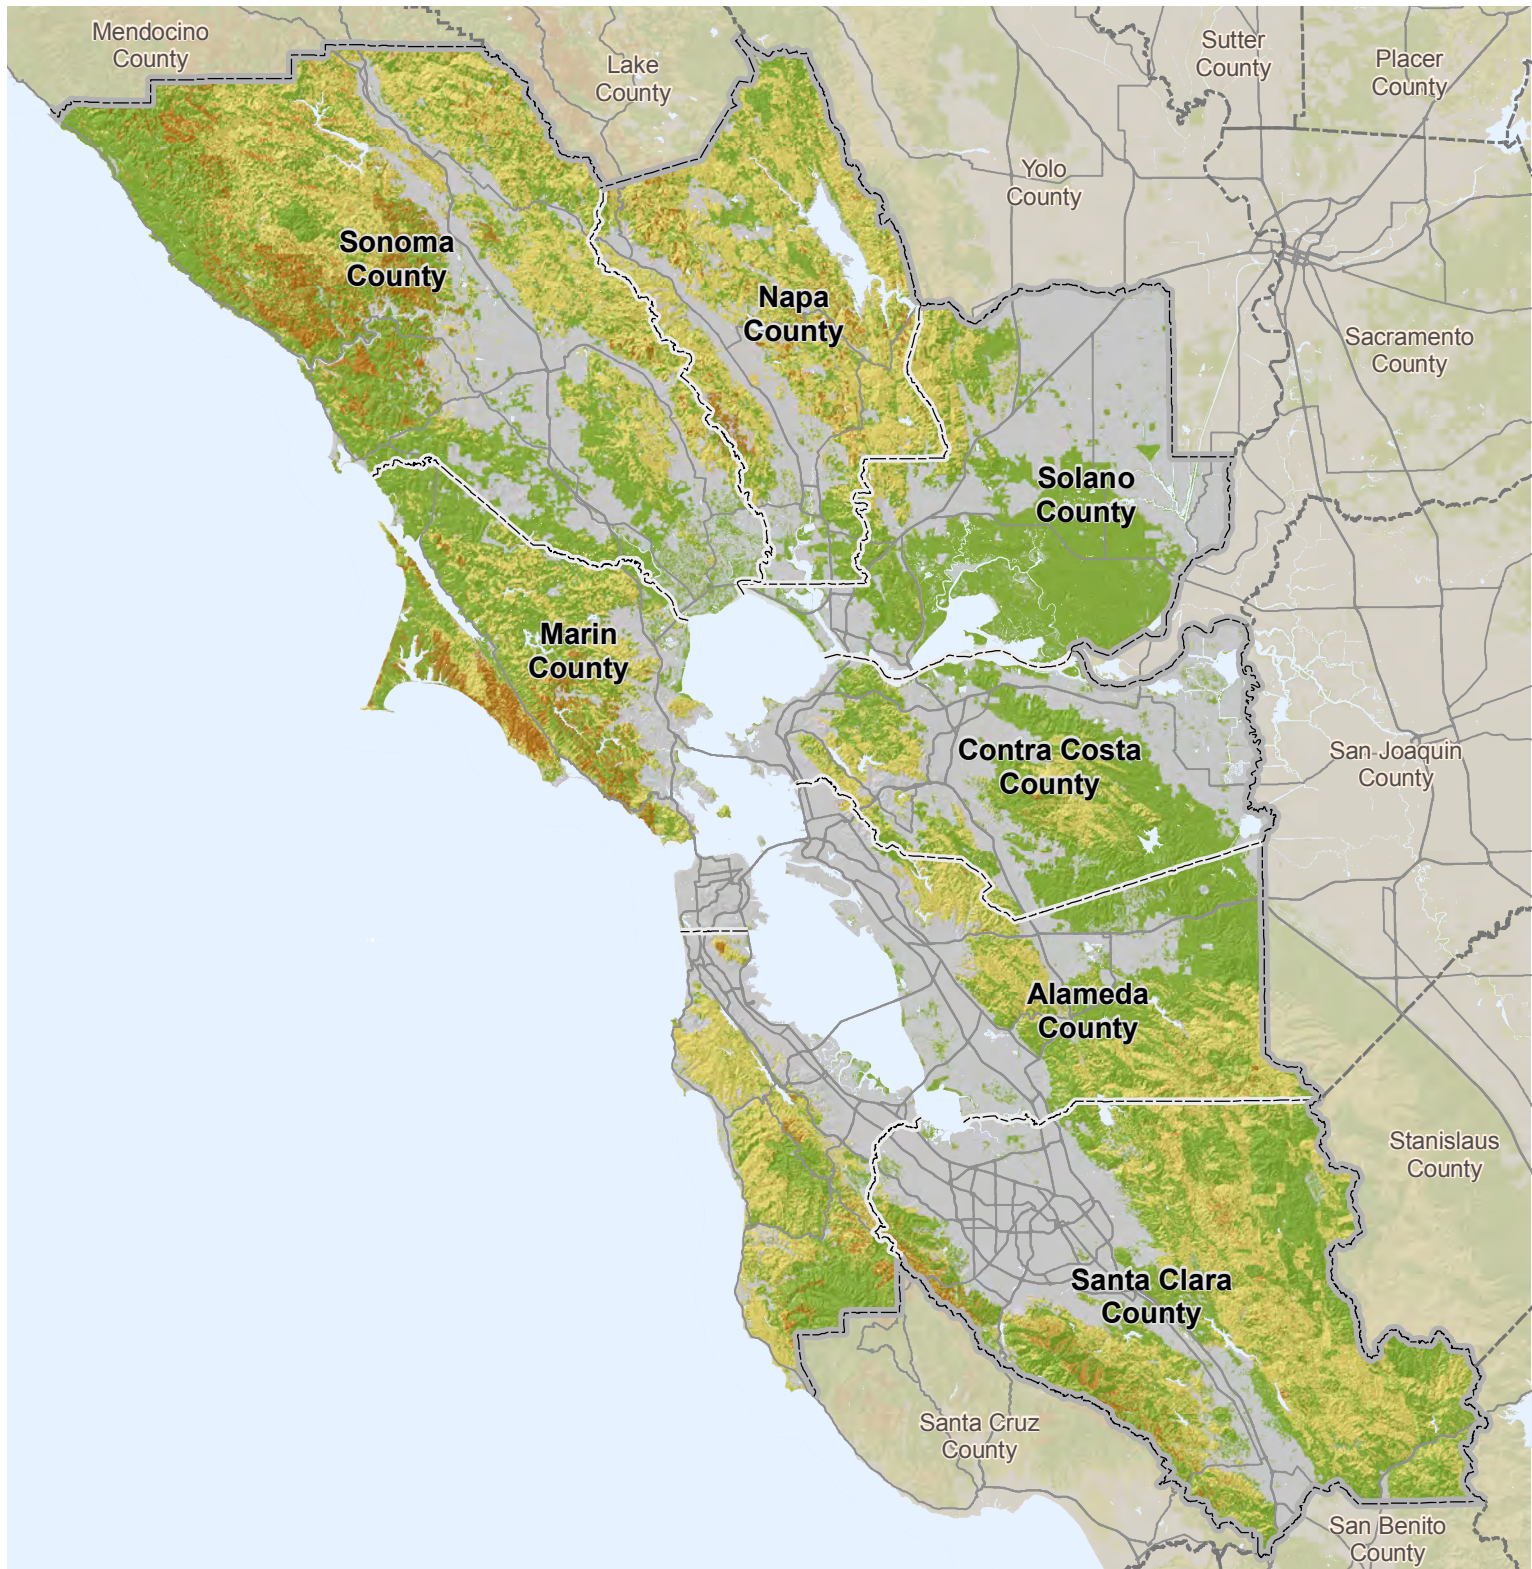 Mendocino
County
Lake
County
Sutter
County
Placer
County
Yolo
County
Sonoma
County
Napa
County
Sacramento
County
Solano
County
Marin
County
Contra Costa
County
San Joaquin
County
Alameda
County
Stanislaus
County
Santa Clara
County
Santa Cruz
County
San Benito
County